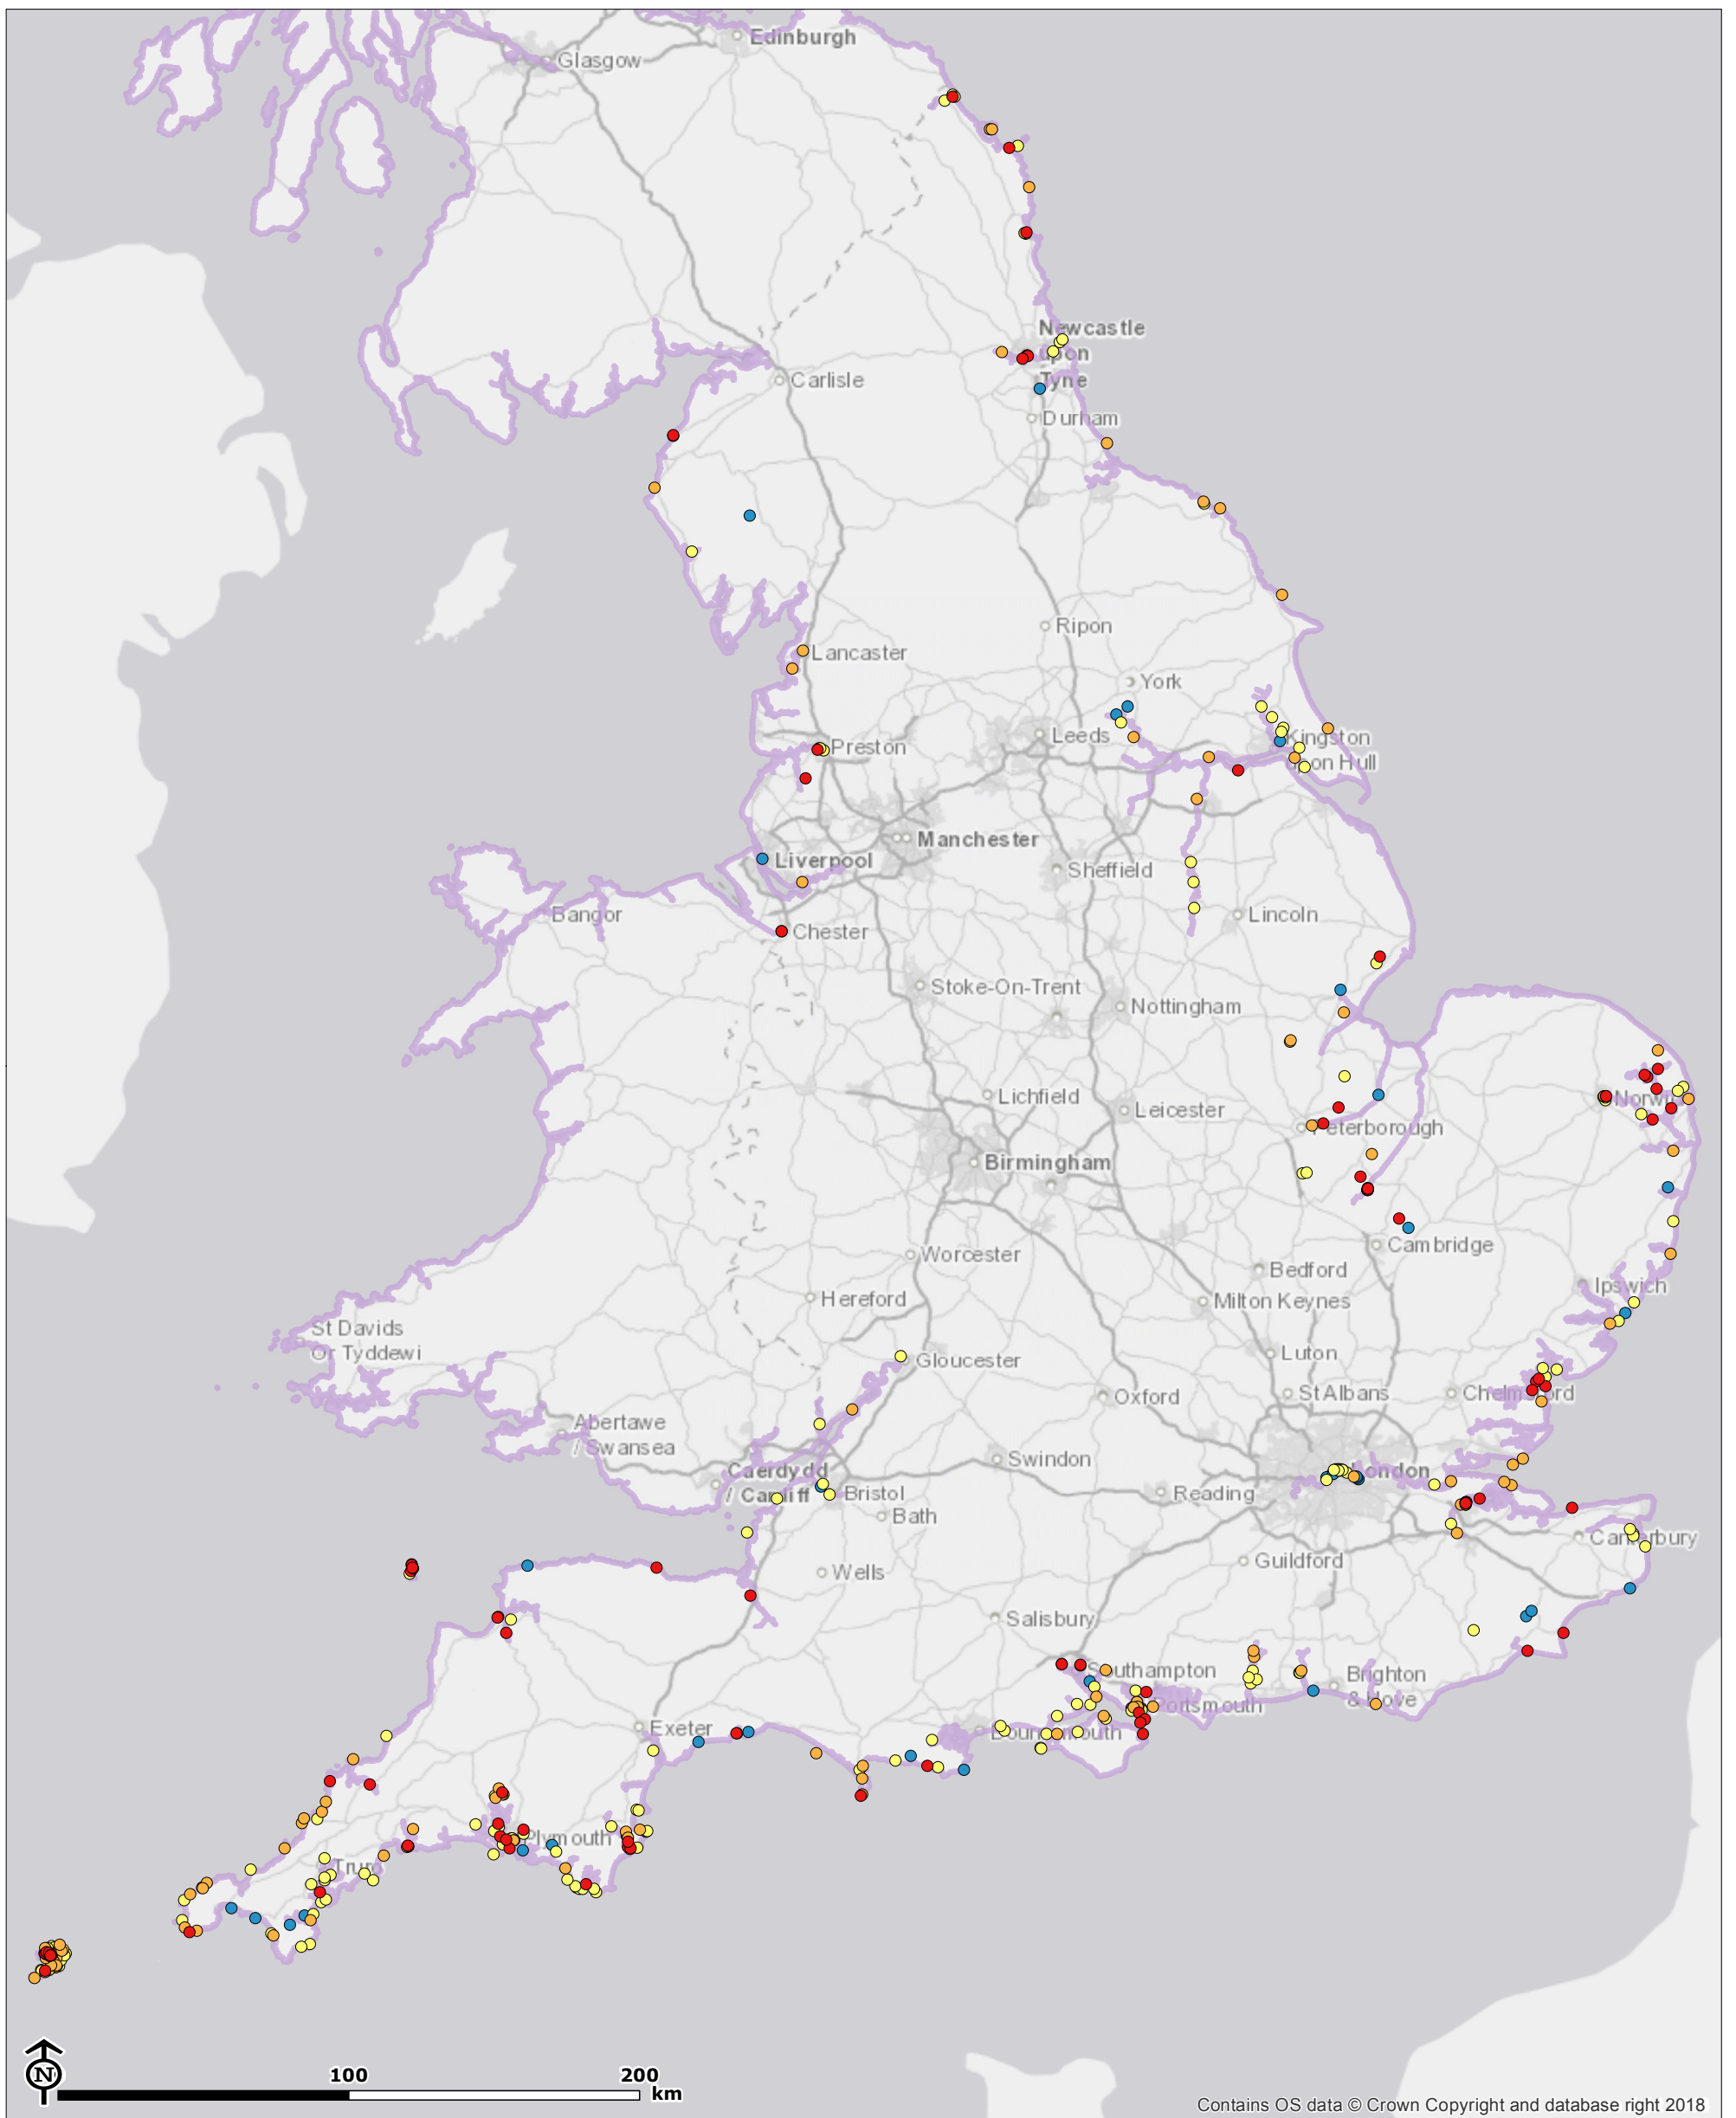 Edinburgh
Glasgow
Newcastle
upon
Tyne
Carlisle
Durham
Ripon
Lancaster
York
Leeds
Kingston
upon Hull
Preston
Manchester
Liverpool
Sheffield
Bangor
Lincoln
Chester
Stoke-On-Trent
Nottingham
Lichfield
Leicester
Peterborough
Birmingham
Worcester
Cambridge
Bedford
Ipswich
Hereford
Milton Keynes
St Davids
Or Tyddewi
Luton
Gloucester
Oxford
St Albans
Abertawe
/ Swansea
Swindon
London
Caerdydd
/ Cardiff
Bristol
Reading
Bath
Canterbury
Guildford
Wells
Salisbury
Southampton
Brighton
& Hove
Portsmouth
Exeter
Bournemouth
Plymouth
N
100
200
km
Contains OS data © Crown Copyright and database right 2018